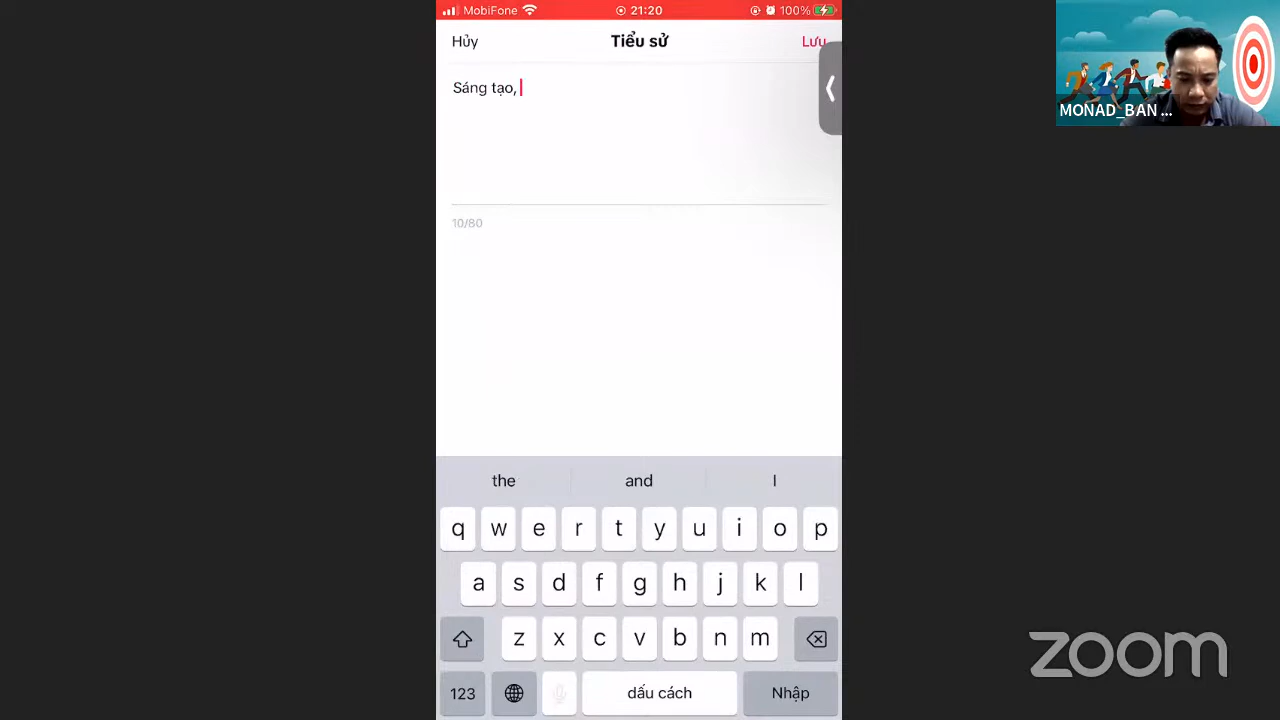 MobiFone 21:20 100%
Hủy Tiểu sử Lưu
Sáng tạo,
10/80
the and I
q w e r t y u i o p
a s d f g h j k l
z x c v b n m
123 dấu cách Nhập
MONAD_BAN ...
zoom